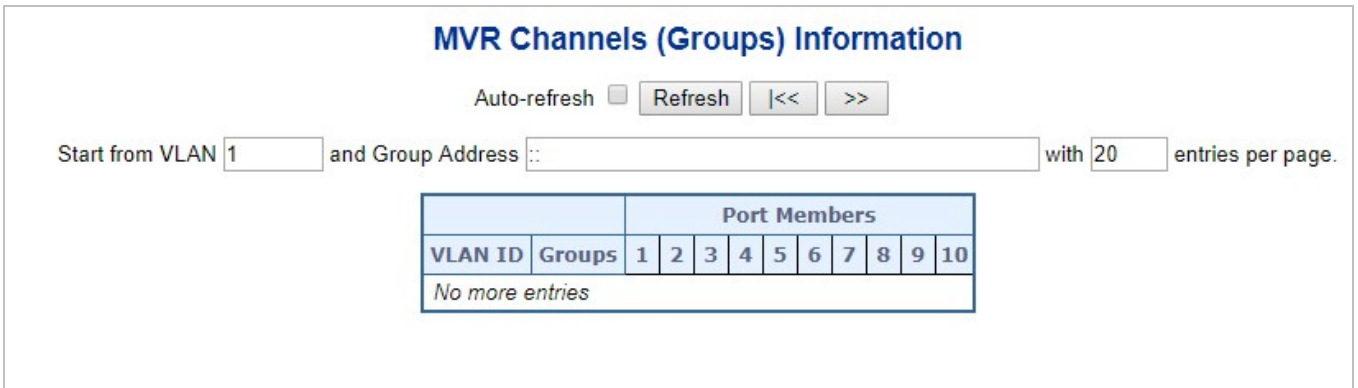 MVR Channels (Groups) Information
Auto-refresh Refresh |<< >>
Start from VLAN 1 and Group Address :: with 20 entries per page.
Port Members
VLAN ID Groups 1 2 3 4 5 6 7 8 9 10
No more entries